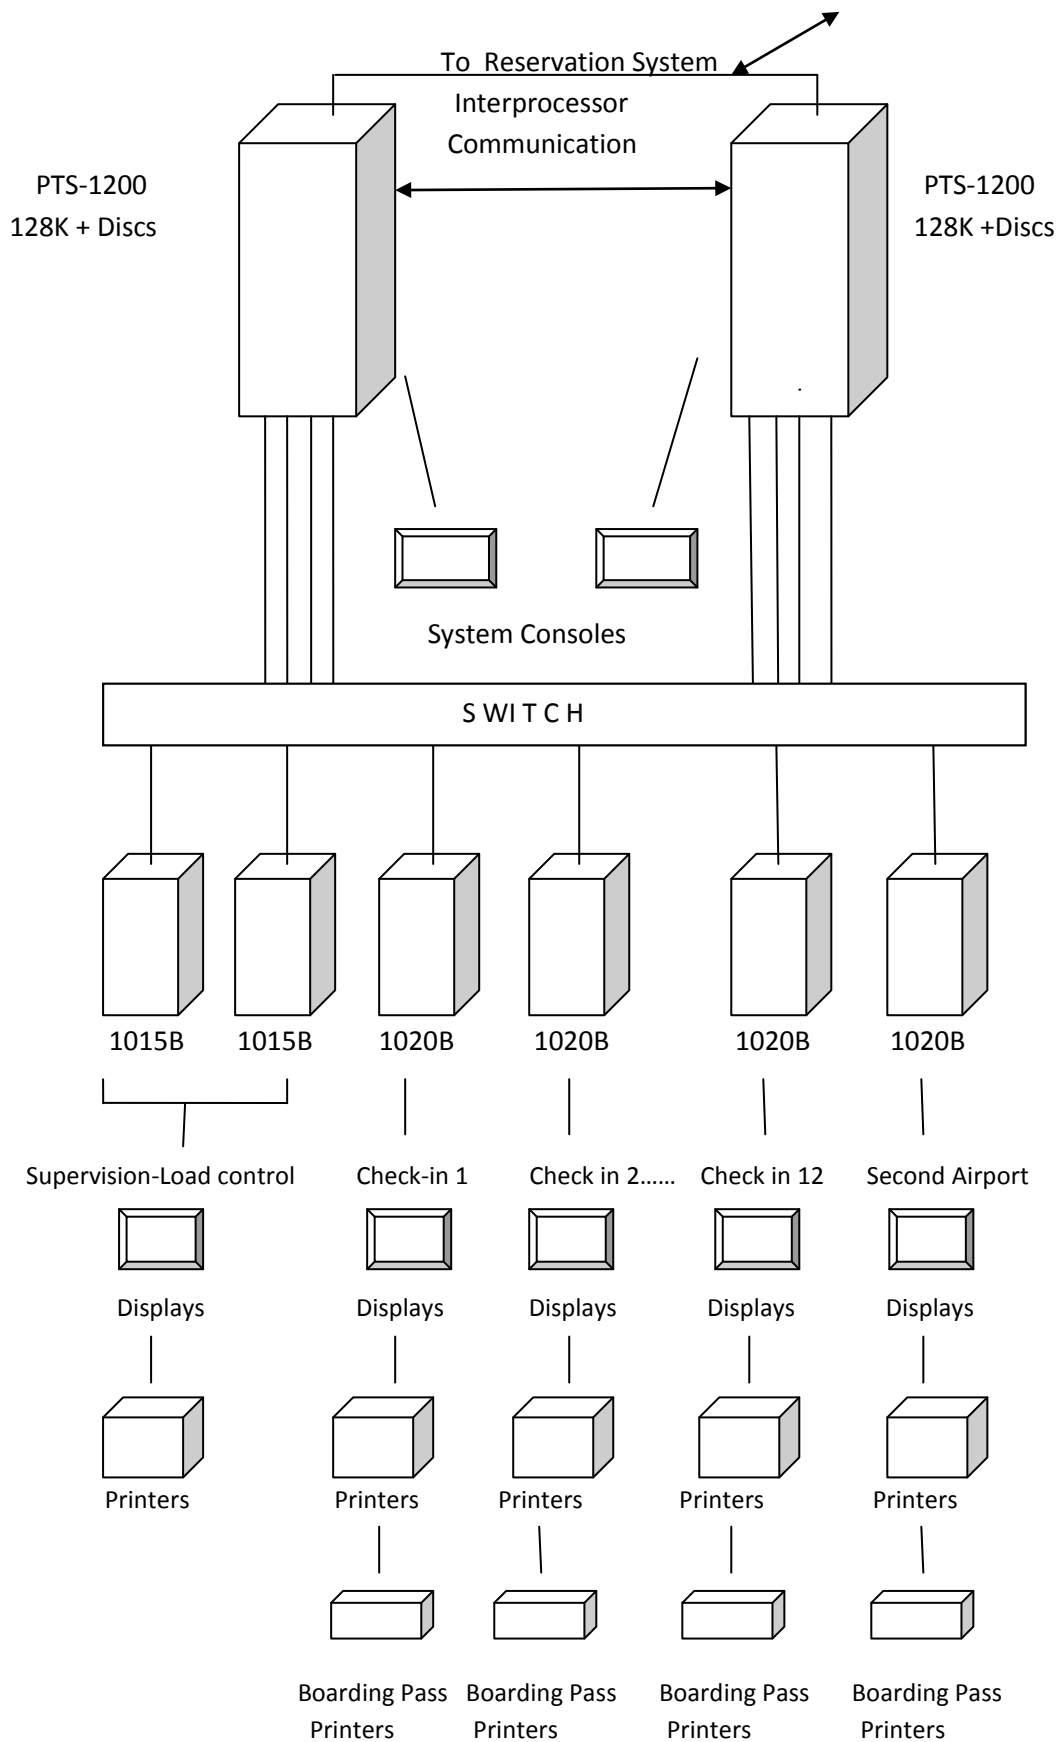 To Reservation System
Interprocessor
Communication
PTS-1200
128K + Discs
PTS-1200
128K +Discs
System Consoles
S WI T C H
1015B
1015B
1020B
1020B
1020B
1020B
Supervision-Load control
Check-in 1
Check in 2......
Check in 12
Second Airport
Displays
Displays
Displays
Displays
Displays
Printers
Printers
Printers
Printers
Printers
Boarding Pass
Printers
Boarding Pass
Printers
Boarding Pass
Printers
Boarding Pass
Printers